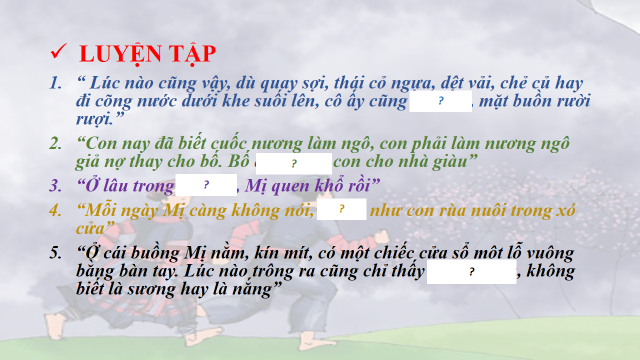 ✓ LUYỆN TẬP
1. “ Lúc nào cũng vậy, dù quay sợi, thái cỏ ngựa, dệt vải, chẻ củi hay
đi cõng nước dưới khe suối lên, cô ấy cũng ? , mặt buồn rười
rượi.”
2. “Con nay đã biết cuốc nương làm ngô, con phải làm nương ngô
giả nợ thay cho bố. Bố ? con cho nhà giàu”
3. “Ở lâu trong ? , Mị quen khổ rồi”
4. “Mỗi ngày Mị càng không nói, ? như con rùa nuôi trong xó
cửa”
5. “Ở cái buồng Mị nằm, kín mít, có một chiếc cửa sổ một lỗ vuông
bằng bàn tay. Lúc nào trông ra cũng chỉ thấy ? , không
biết là sương hay là nắng”